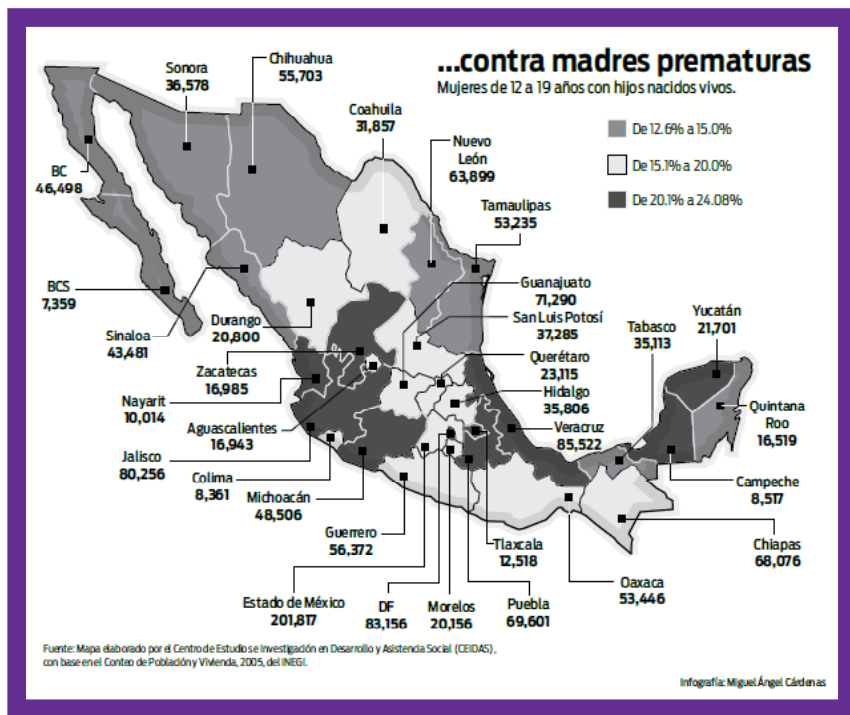 ...contra madres prematuras
Mujeres de 12 a 19 años con hijos nacidos vivos.
De 12.6% a 15.0%
De 15.1% a 20.0%
De 20.1% a 24.08%
Chihuahua
55,703
Sonora
36,578
Coahuila
31,857
Nuevo
León
63,899
BC
46,498
Tamaulipas
53,235
BCS
7,359
Guanajuato
71,290
San Luis Potosí
37,285
Yucatán
21,701
Tabasco
35,113
Durango
20,800
Sinaloa
43,481
Querétaro
23,115
Zacatecas
16,985
Hidalgo
35,806
Nayarit
10,014
Quintana
Roo
16,519
Aguascalientes
16,943
Veracruz
85,522
Jalisco
80,256
Colima
8,361
Michoacán
48,506
Campeche
8,517
Guerrero
56,372
Tlaxcala
12,518
Chiapas
68,076
Oaxaca
53,446
Estado de México
201,817
DF
83,156
Morelos
20,156
Puebla
69,601
Fuente: Mapa elaborado por el Centro de Estudios e Investigación en Desarrollo y Asistencia Social (CEIDAS),
con base en el Conteo de Población y Vivienda, 2005, del INEGI.
Infografía: Miguel Ángel Cárdenas